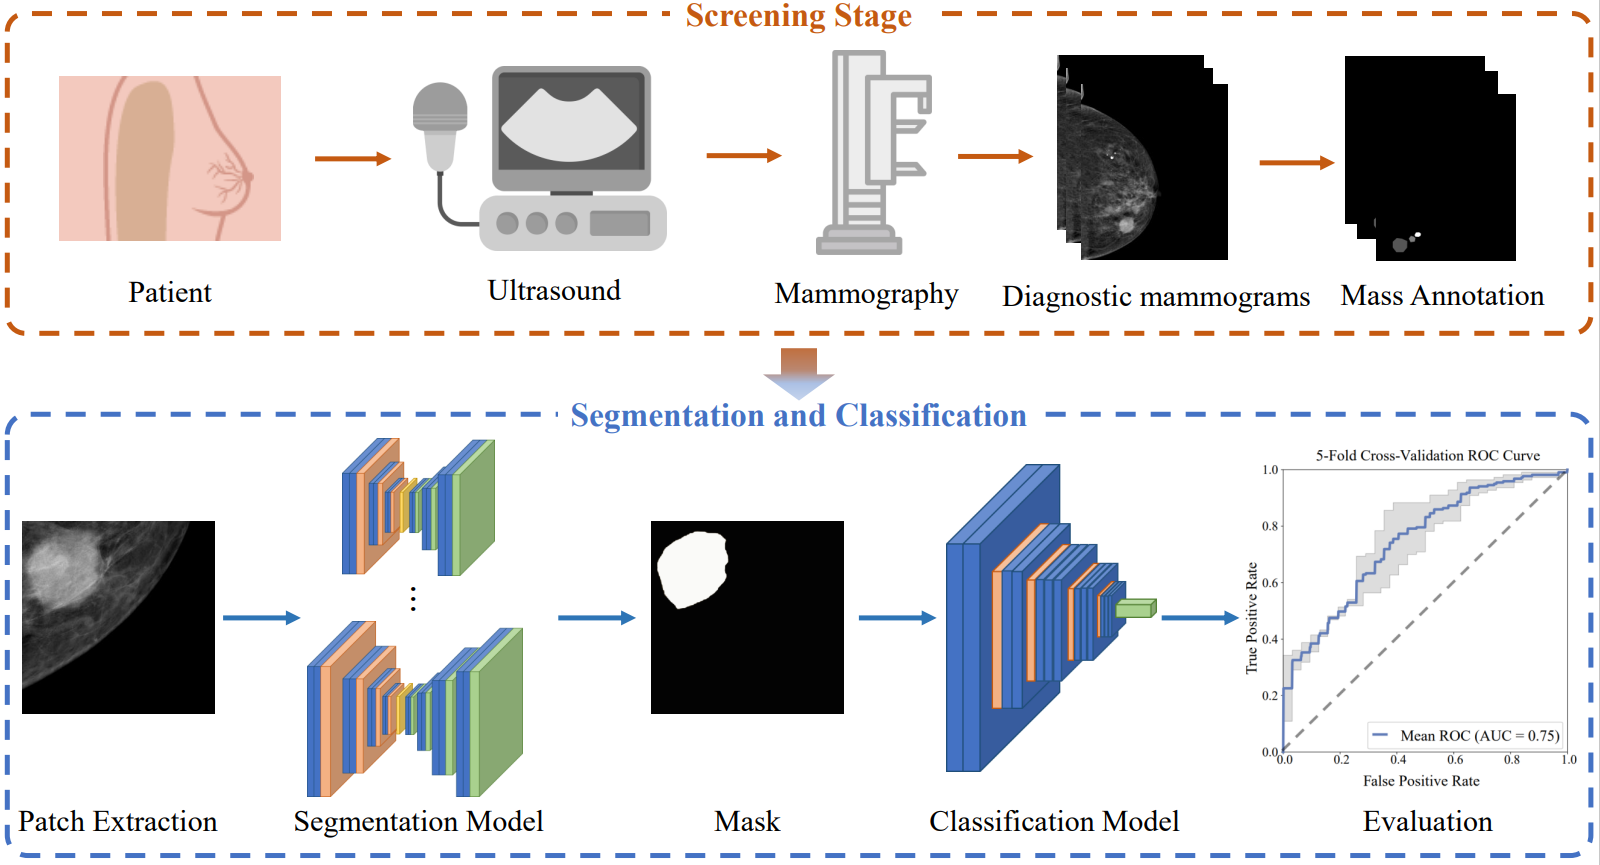 Screening Stage
Patient
Ultrasound
Mammography
Diagnostic mammograms
Mass Annotation
Segmentation and Classification
5-Fold Cross-Validation ROC Curve
True Positive Rate
1.0
0.8
0.6
0.4
0.2
0.0
Mean ROC (AUC = 0.75)
0.0 0.2 0.4 0.6 0.8 1.0
False Positive Rate
Patch Extraction
Segmentation Model
Mask
Classification Model
Evaluation